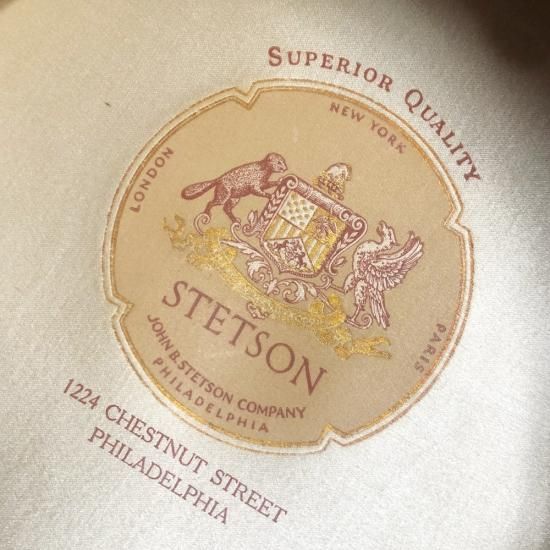 SUPERIOR QUALITY
LONDON
NEW YORK
PARIS
STETSON
JOHN B. STETSON COMPANY
PHILADELPHIA
1224 CHESTNUT STREET
PHILADELPHIA